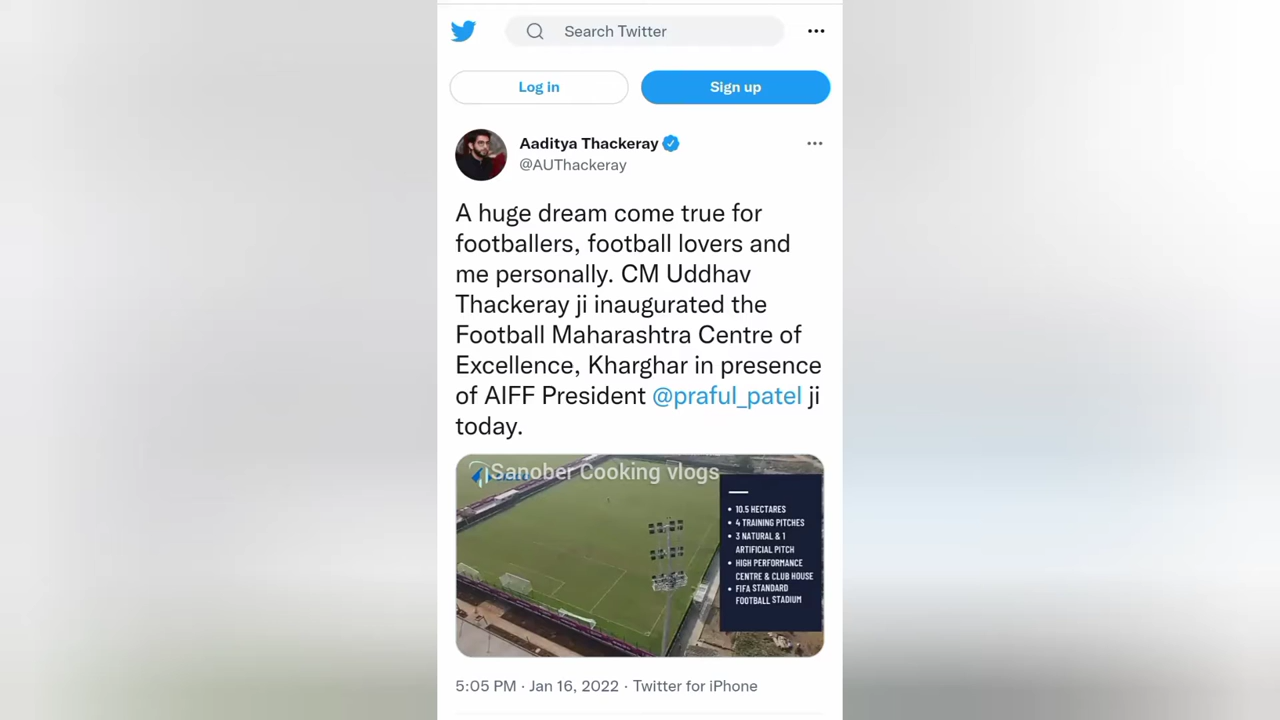 Search Twitter
Log in
Sign up
Aaditya Thackeray
@AUThackeray
A huge dream come true for
footballers, football lovers and
me personally. CM Uddhav
Thackeray ji inaugurated the
Football Maharashtra Centre of
Excellence, Kharghar in presence
of AIFF President @praful_patel ji
today.
Sanober Cooking vlogs
• 10.5 HECTARES
• 4 TRAINING PITCHES
• 3 NATURAL & 1
ARTIFICIAL PITCH
• HIGH PERFORMANCE
CENTRE & CLUB HOUSE
• FIFA STANDARD
FOOTBALL STADIUM
5:05 PM · Jan 16, 2022 · Twitter for iPhone